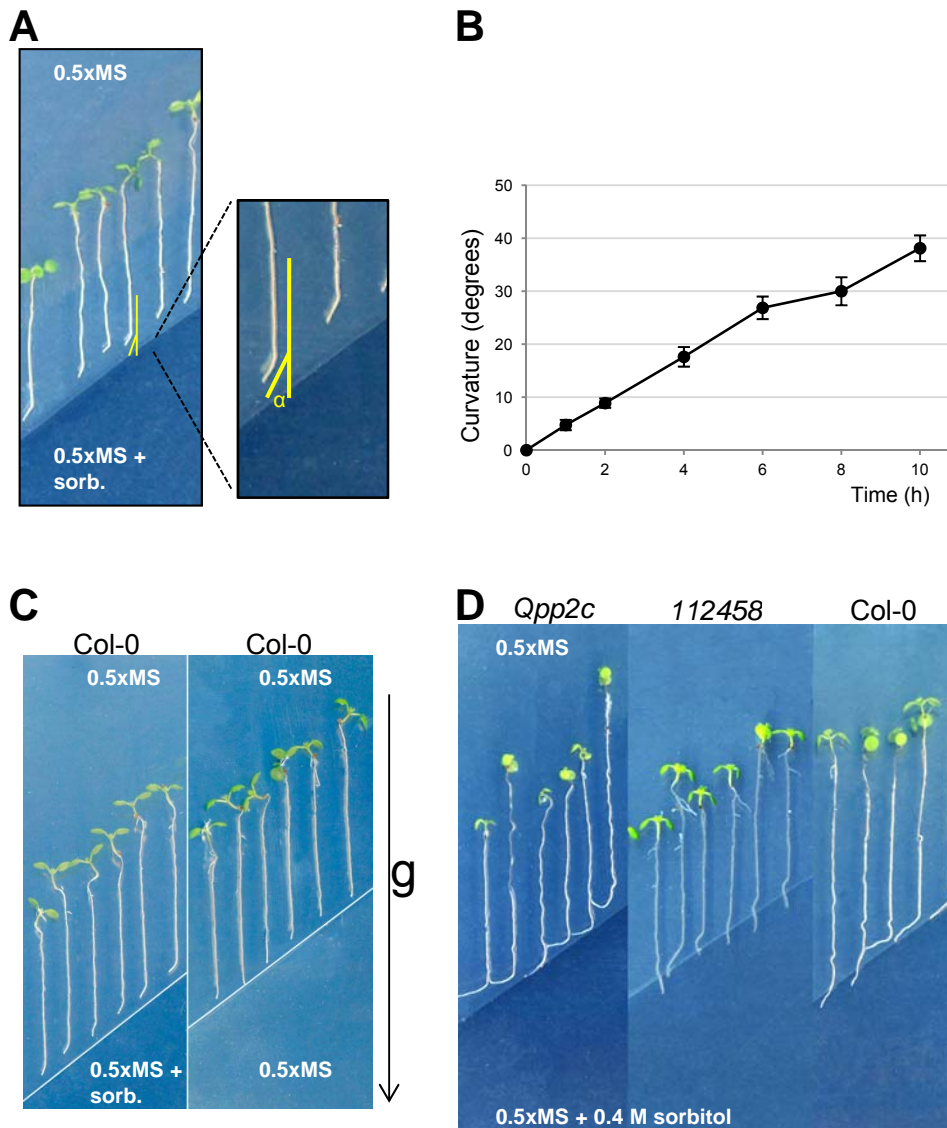 A
0.5xMS
α
0.5xMS +
sorb.
B
Curvature (degrees)
50
40
30
20
10
0
0
2
4
6
8
10
Time (h)
C
Col-0
Col-0
0.5xMS
0.5xMS
g
0.5xMS +
sorb.
0.5xMS
D
Qpp2c
112458
Col-0
0.5xMS
0.5xMS + 0.4 M sorbitol